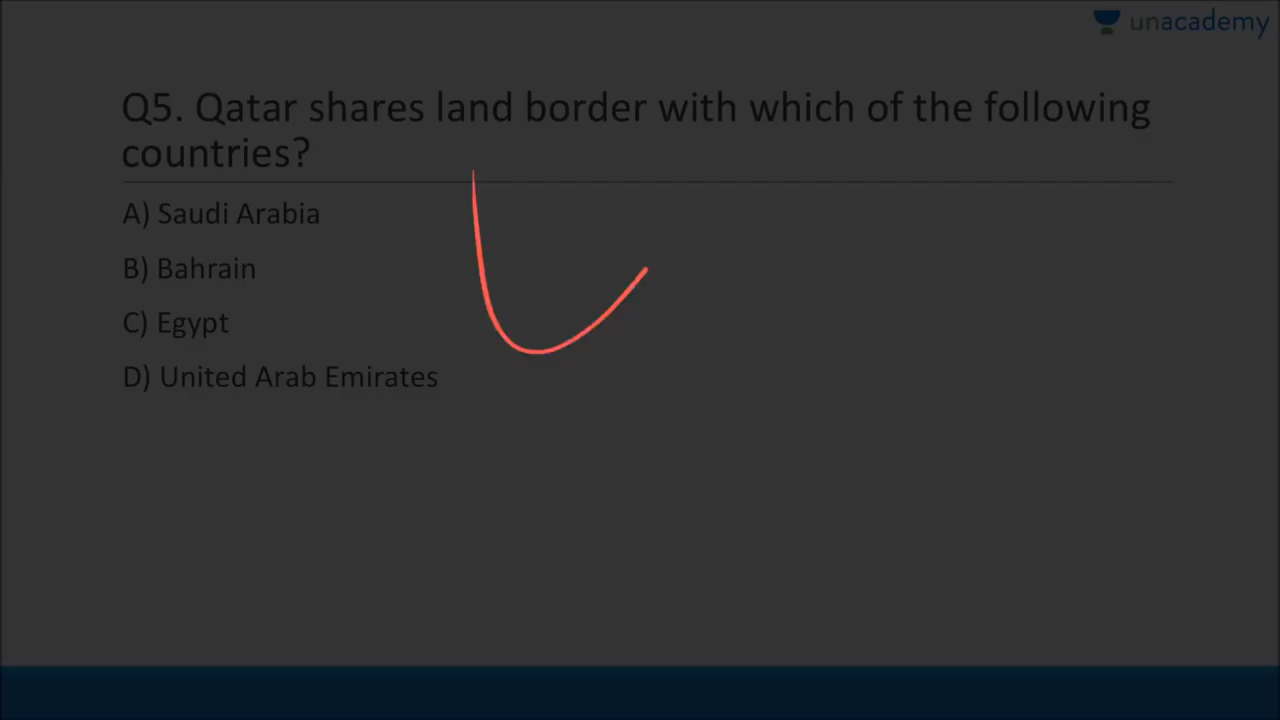 unacademy
Q5. Qatar shares land border with which of the following
countries?
A) Saudi Arabia
B) Bahrain
C) Egypt
D) United Arab Emirates